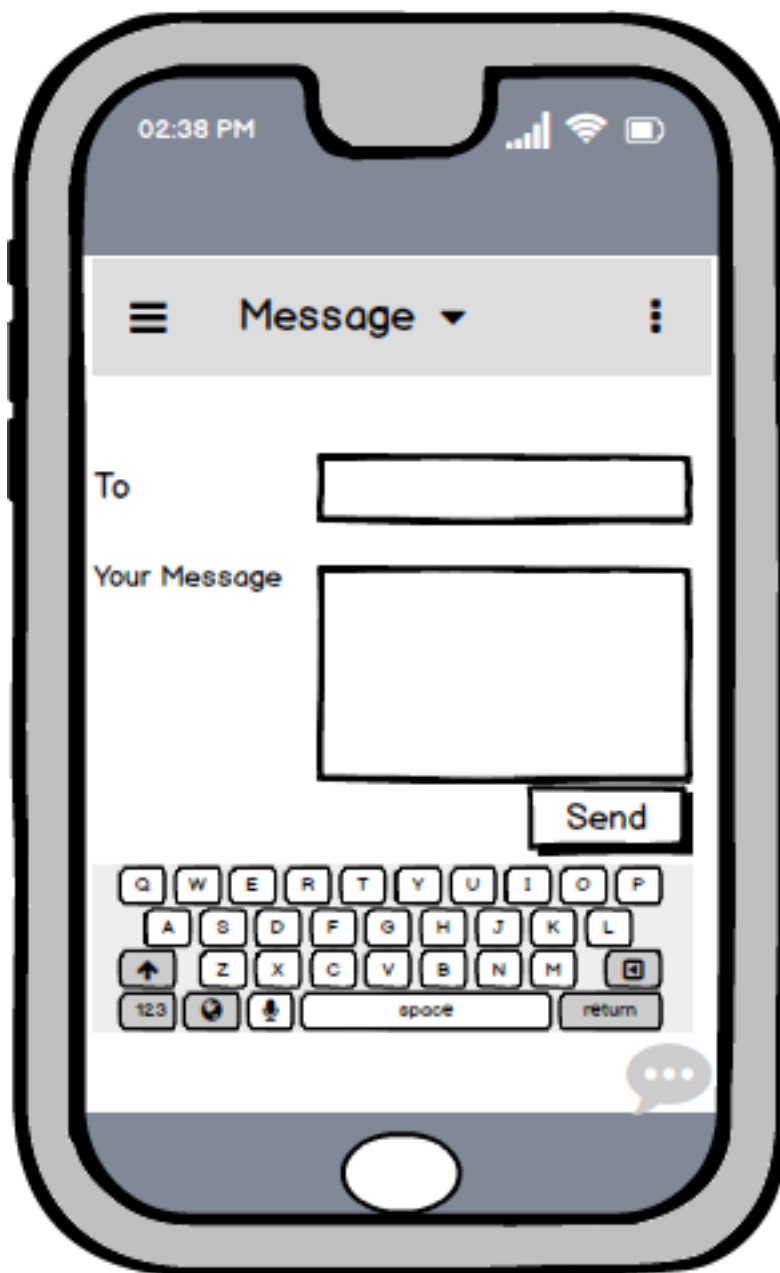 02:38 PM
Message
To
Your Message
Send
Q W E R T Y U I O P
A S D F G H J K L
Z X C V B N M
123 space return